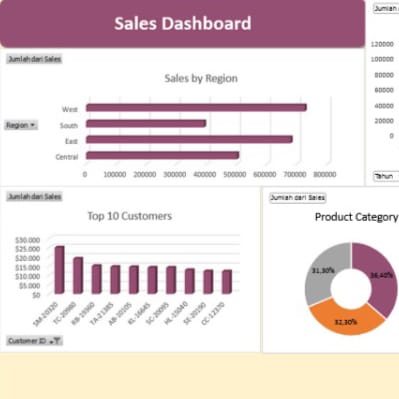 Sales Dashboard
Jumlah
Jumlah dari Sales
Sales by Region
Region
West
South
East
Central
0 100000 200000 300000 400000 500000 600000 700000 800000
120000
100000
80000
60000
40000
20000
0
Tahun
Jumlah dari Sales
Top 10 Customers
$30.000
$25.000
$20.000
$15.000
$10.000
$5.000
$0
SM-20320 TC-20980 RB-19360 TA-21385 AB-10105 KL-16645 SC-20095 HL-15040 SE-20190 CC-12370
Customer ID
Jumlah dari Sales
Product Category
31,30%
36,40%
32,30%